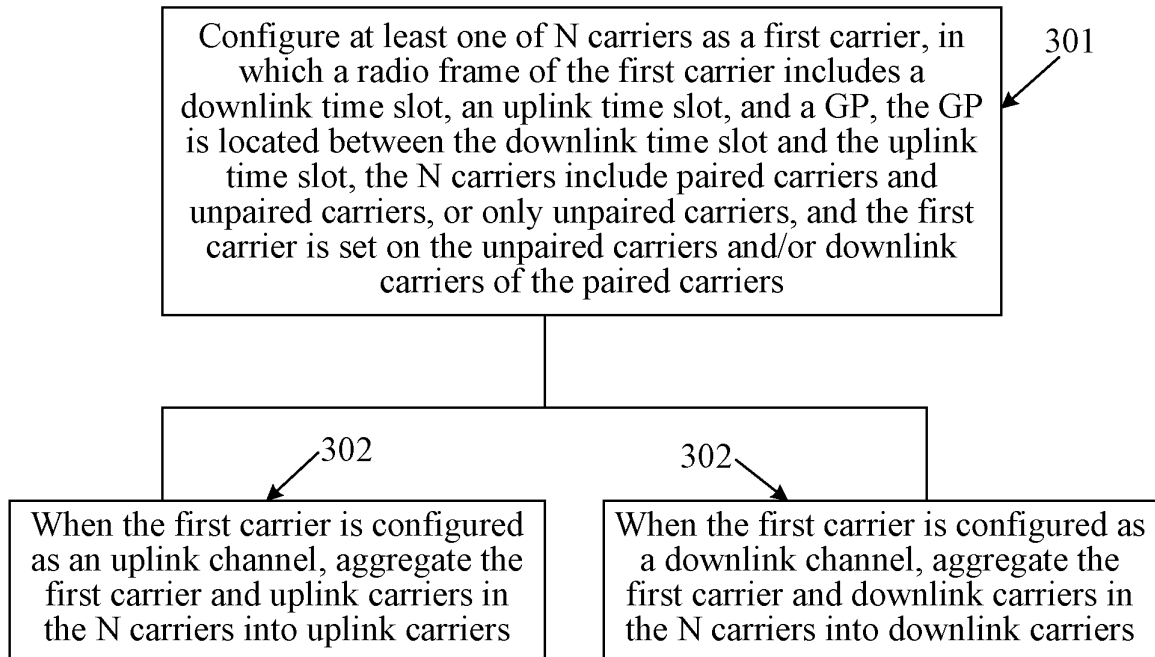 Configure at least one of N carriers as a first carrier, in
which a radio frame of the first carrier includes a
downlink time slot, an uplink time slot, and a GP, the GP
is located between the downlink time slot and the uplink
time slot, the N carriers include paired carriers and
unpaired carriers, or only unpaired carriers, and the first
carrier is set on the unpaired carriers and/or downlink
carriers of the paired carriers
301
302
When the first carrier is configured
as an uplink channel, aggregate the
first carrier and uplink carriers in
the N carriers into uplink carriers
302
When the first carrier is configured as
a downlink channel, aggregate the
first carrier and downlink carriers in
the N carriers into downlink carriers